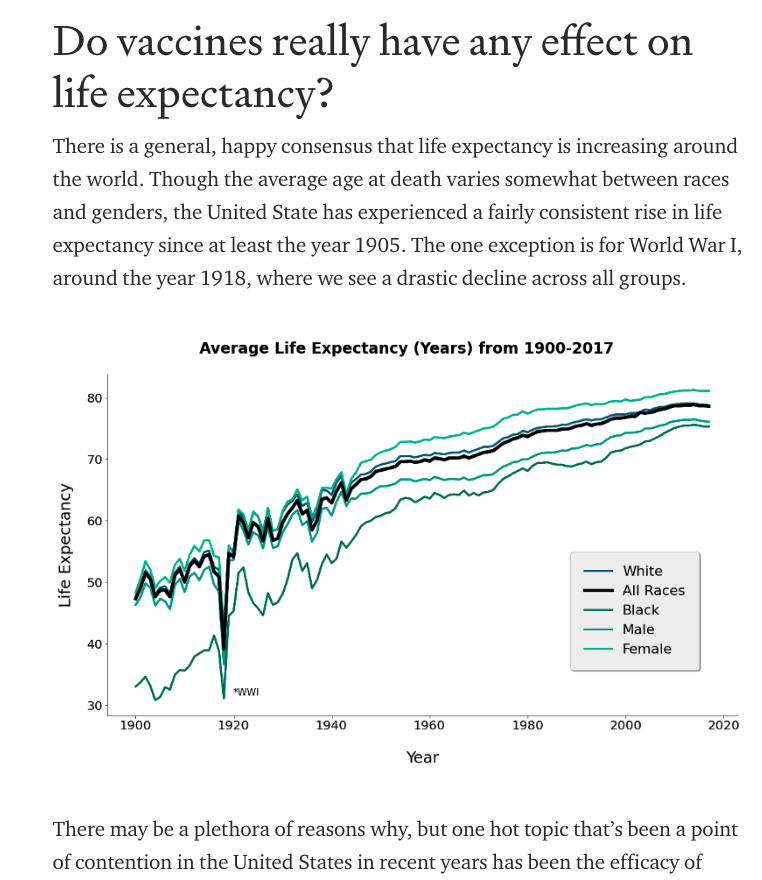 Do vaccines really have any effect on
life expectancy?
There is a general, happy consensus that life expectancy is increasing around
the world. Though the average age at death varies somewhat between races
and genders, the United State has experienced a fairly consistent rise in life
expectancy since at least the year 1905. The one exception is for World War I,
around the year 1918, where we see a drastic decline across all groups.
Average Life Expectancy (Years) from 1900-2017
Life Expectancy
80
70
60
50
40
30
White
All Races
Black
Male
Female
*WWI
1900 1920 1940 1960 1980 2000 2020
Year
There may be a plethora of reasons why, but one hot topic that’s been a point
of contention in the United States in recent years has been the efficacy of